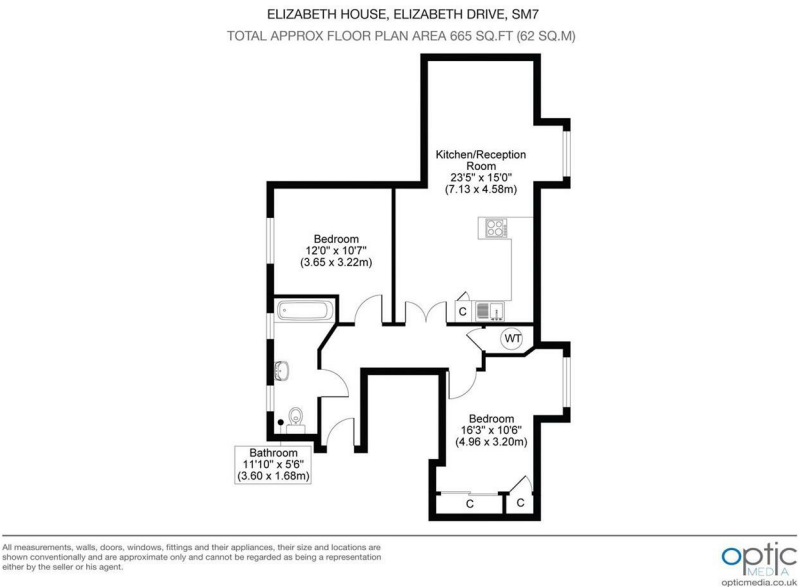 ELIZABETH HOUSE, ELIZABETH DRIVE, SM7
TOTAL APPROX FLOOR PLAN AREA 665 SQ.FT (62 SQ.M)
Kitchen/Reception
Room
23'5" x 15'0"
(7.13 x 4.58m)
Bedroom
12'0" x 10'7"
(3.65 x 3.22m)
C
WT
Bedroom
16'3" x 10'6"
(4.96 x 3.20m)
Bathroom
11'10" x 5'6"
(3.60 x 1.68m)
C
C
All measurements, walls, doors, windows, fittings and their appliances, their size and locations are
shown conventionally and are approximate only and cannot be regarded as being a representation
either by the seller or his agent.
optic
MEDIA
opticmedia.co.uk